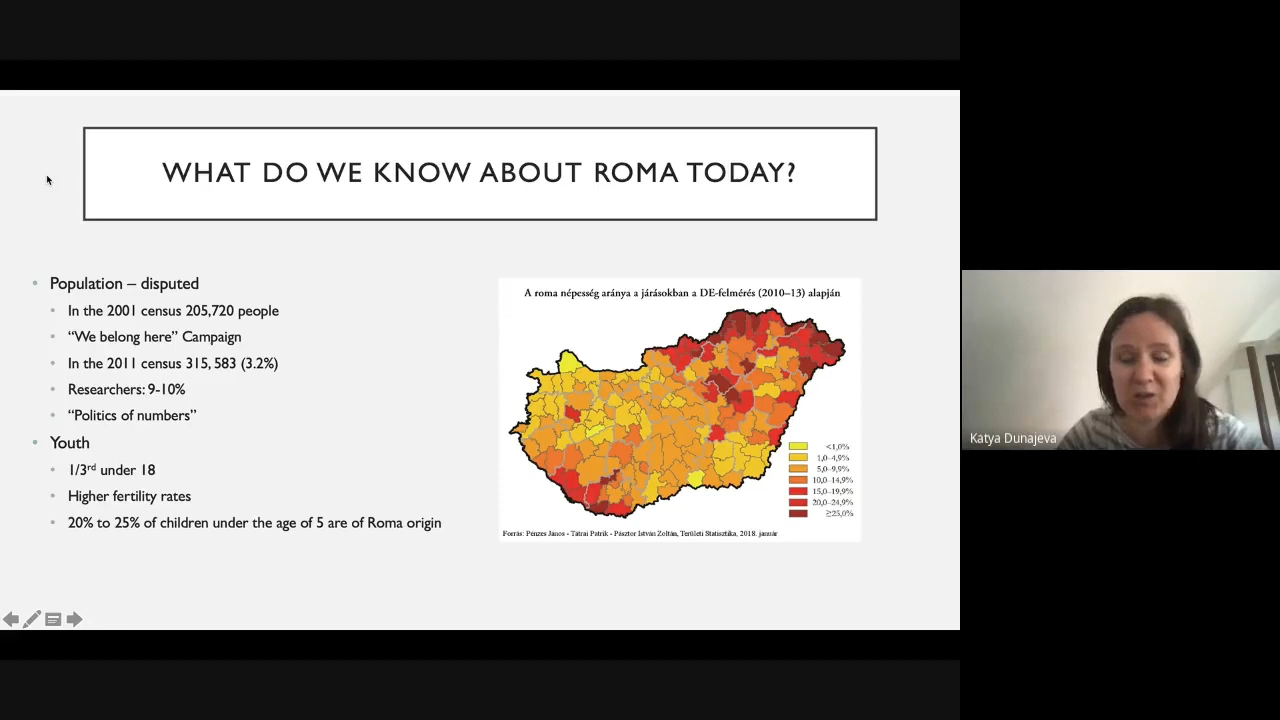 WHAT DO WE KNOW ABOUT ROMA TODAY?
Population – disputed
In the 2001 census 205,720 people
“We belong here” Campaign
In the 2011 census 315, 583 (3.2%)
Researchers: 9-10%
“Politics of numbers”
Youth
1/3rd under 18
Higher fertility rates
20% to 25% of children under the age of 5 are of Roma origin
A roma népesség aránya a járásokban a DE-felmérés (2010–13) alapján
<1,0%
1,0–4,9%
5,0–9,9%
10,0–14,9%
15,0–19,9%
20,0–24,9%
≥25,0%
Forrás: Pénzes János - Tátrai Patrik - Pásztor István Zoltán, Területi Statisztika, 2018. január
Katya Dunajeva